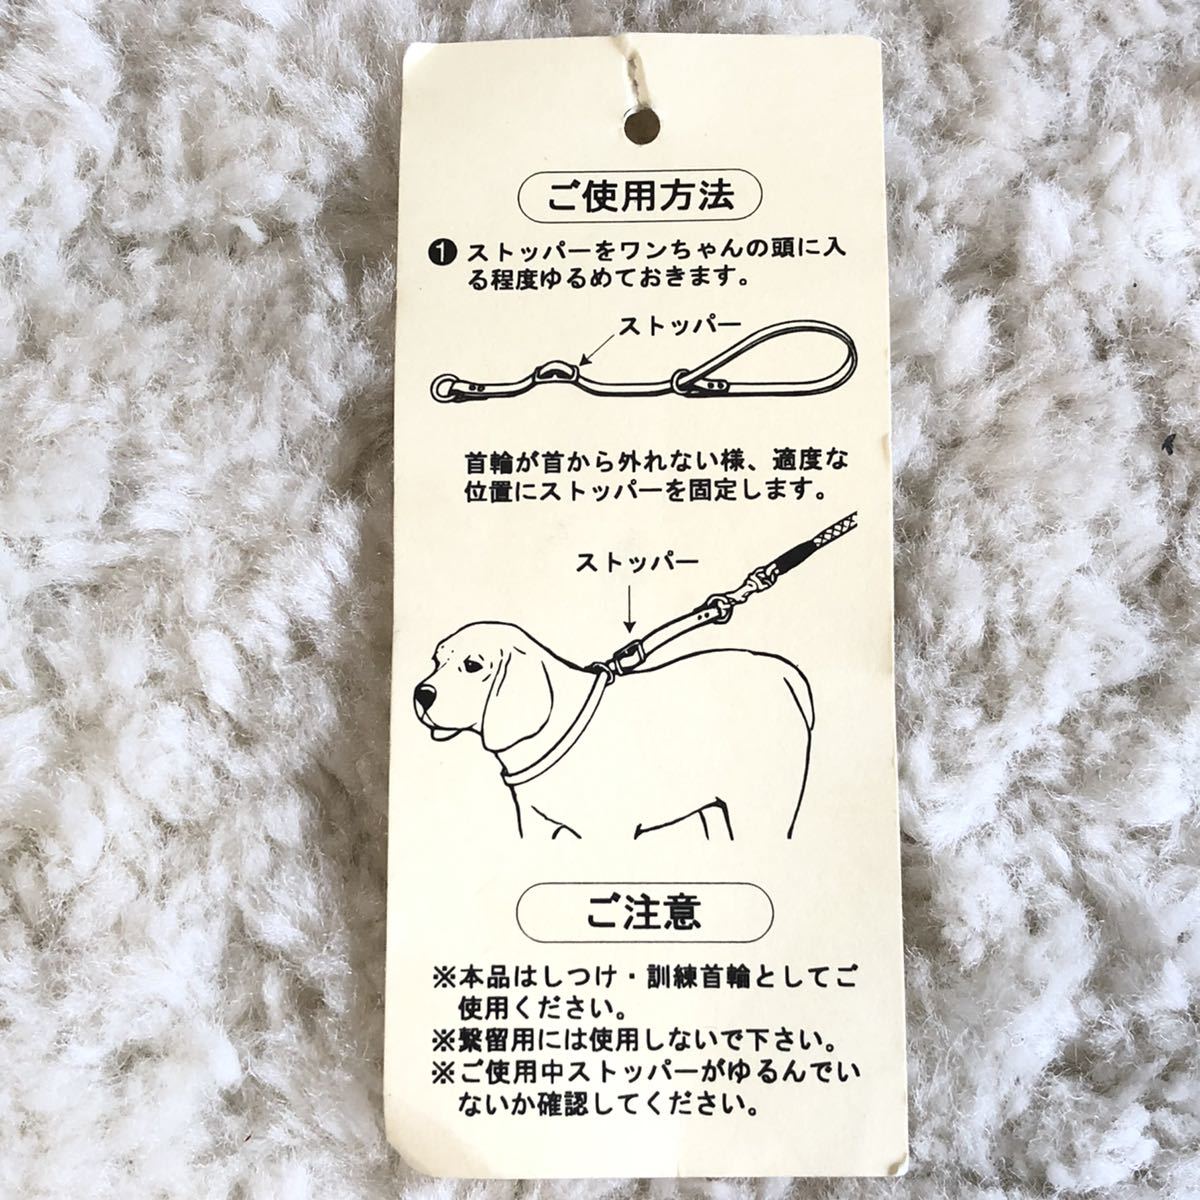 ご使用方法
❶ストッパーをワンちゃんの頭に入
る程度ゆるめておきます。
ストッパー
首輪が首から外れない様、適度な
位置にストッパーを固定します。
ストッパー
ご注意
※本品はしつけ・訓練首輪としてご
使用ください。
※繋留用には使用しないで下さい。
※ご使用中ストッパーがゆるんでい
ないか確認してください。